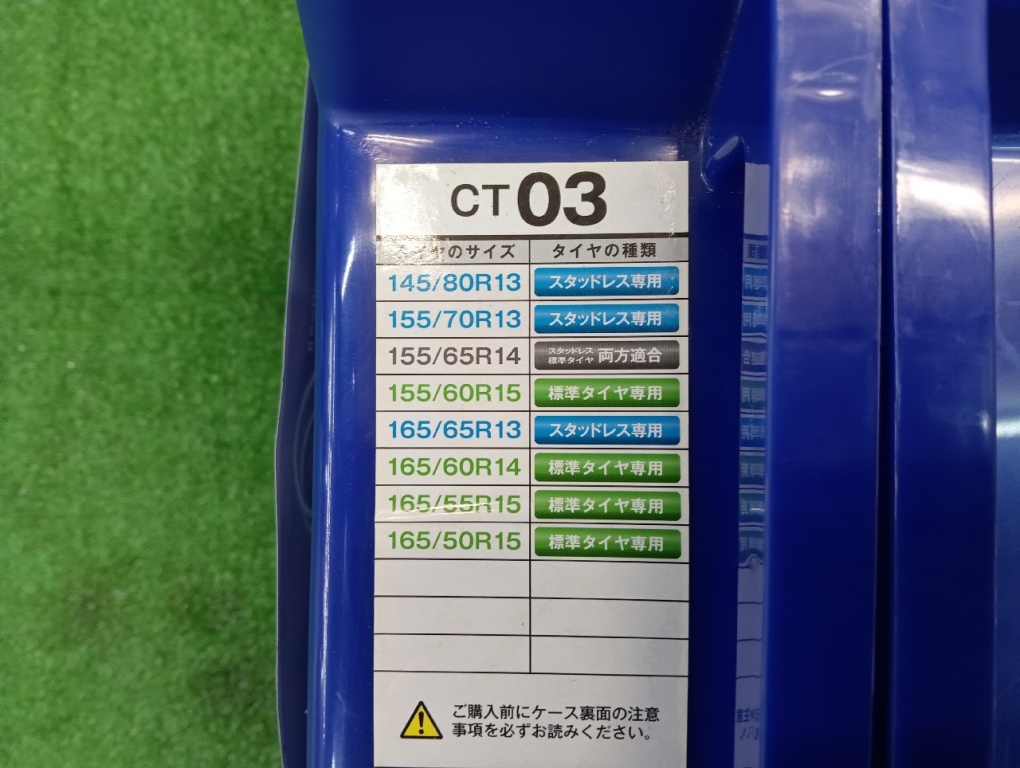 CT03
タイヤのサイズ タイヤの種類
145/80R13 スタッドレス専用
155/70R13 スタッドレス専用
155/65R14 スタッドレス 標準タイヤ 両方適合
155/60R15 標準タイヤ専用
165/65R13 スタッドレス専用
165/60R14 標準タイヤ専用
165/55R15 標準タイヤ専用
165/50R15 標準タイヤ専用
ご購入前にケース裏面の注意
事項を必ずお読みください。